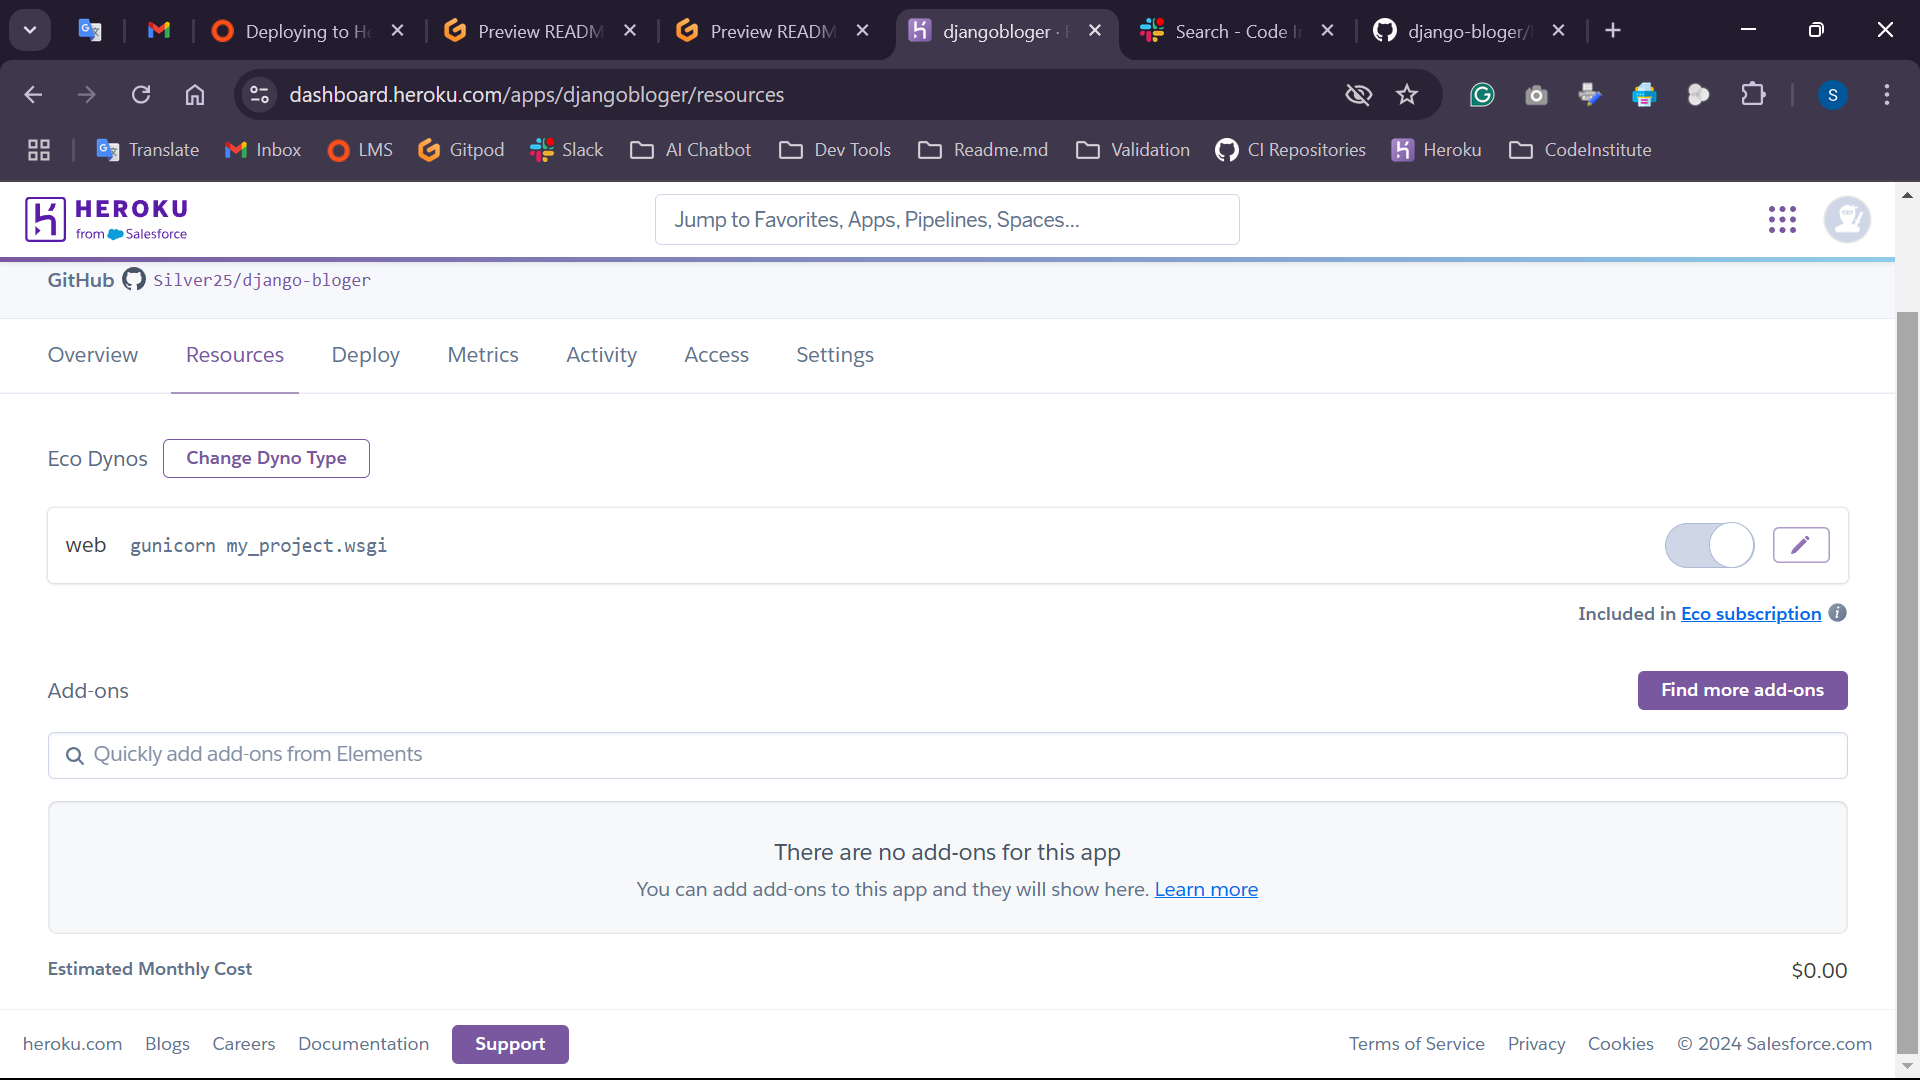 Deploying to He
Preview READM
Preview READM
djangobloger ·
Search - Code I
django-bloger/
dashboard.heroku.com/apps/djangobloger/resources
S
Translate
Inbox
LMS
Gitpod
Slack
AI Chatbot
Dev Tools
Readme.md
Validation
CI Repositories
Heroku
CodeInstitute
HEROKU
from Salesforce
Jump to Favorites, Apps, Pipelines, Spaces...
GitHub Silver25/django-bloger
Overview
Resources
Deploy
Metrics
Activity
Access
Settings
Eco Dynos
Change Dyno Type
web gunicorn my_project.wsgi
Included in Eco subscription
Add-ons
Find more add-ons
Quickly add add-ons from Elements
There are no add-ons for this app
You can add add-ons to this app and they will show here. Learn more
Estimated Monthly Cost
$0.00
heroku.com
Blogs
Careers
Documentation
Support
Terms of Service
Privacy
Cookies
© 2024 Salesforce.com